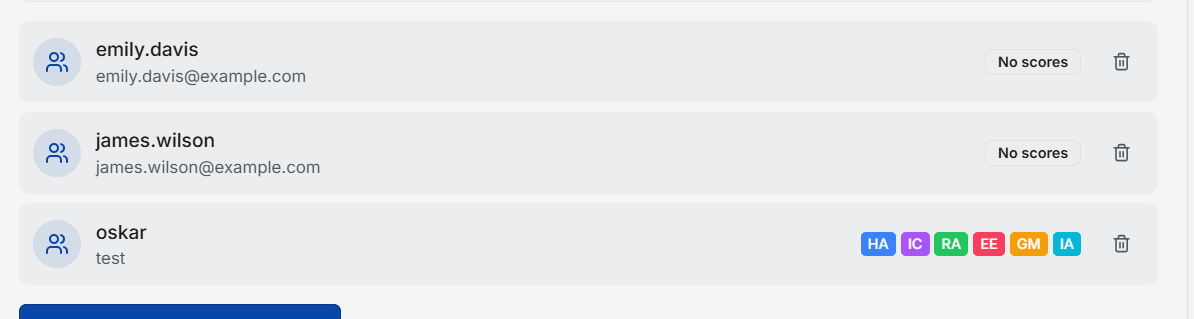 emily.davis
emily.davis@example.com
No scores
james.wilson
james.wilson@example.com
No scores
oskar
test
HA IC RA EE GM IA